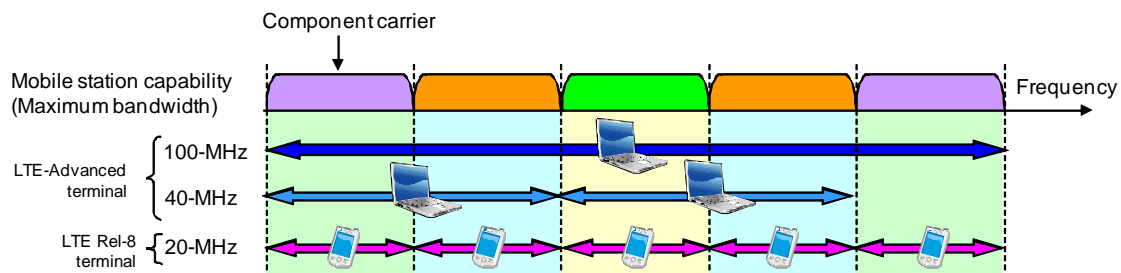 Component carrier
Mobile station capability
(Maximum bandwidth)
Frequency
LTE-Advanced
terminal
100-MHz
40-MHz
LTE Rel-8
terminal
20-MHz